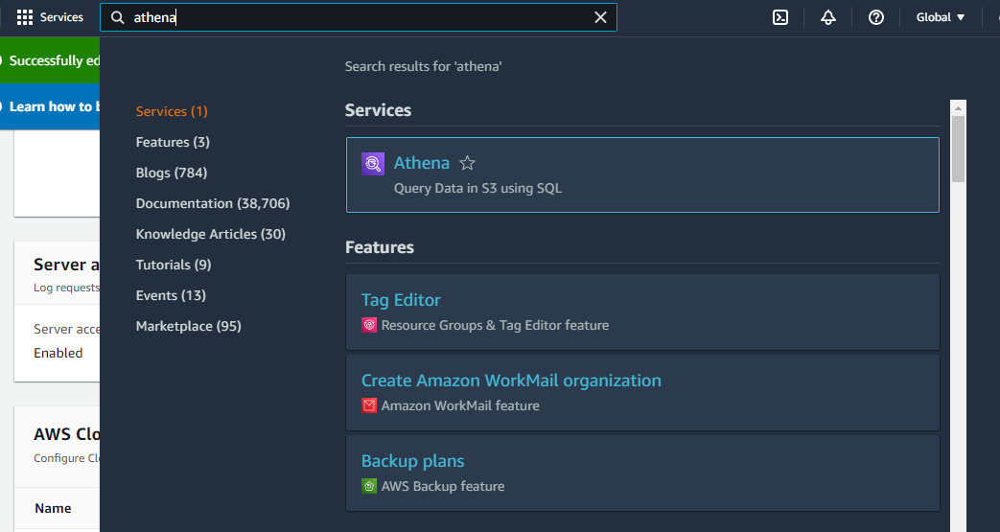 Services
athena
Global
Successfully ed
Learn how to b
Search results for 'athena'
Services (1)
Features (3)
Blogs (784)
Documentation (38,706)
Knowledge Articles (30)
Tutorials (9)
Events (13)
Marketplace (95)
Services
Athena
Query Data in S3 using SQL
Features
Tag Editor
Resource Groups & Tag Editor feature
Create Amazon WorkMail organization
Amazon WorkMail feature
Backup plans
AWS Backup feature
Server a
Log requests
Server acce
Enabled
AWS Clo
Configure Cl
Name